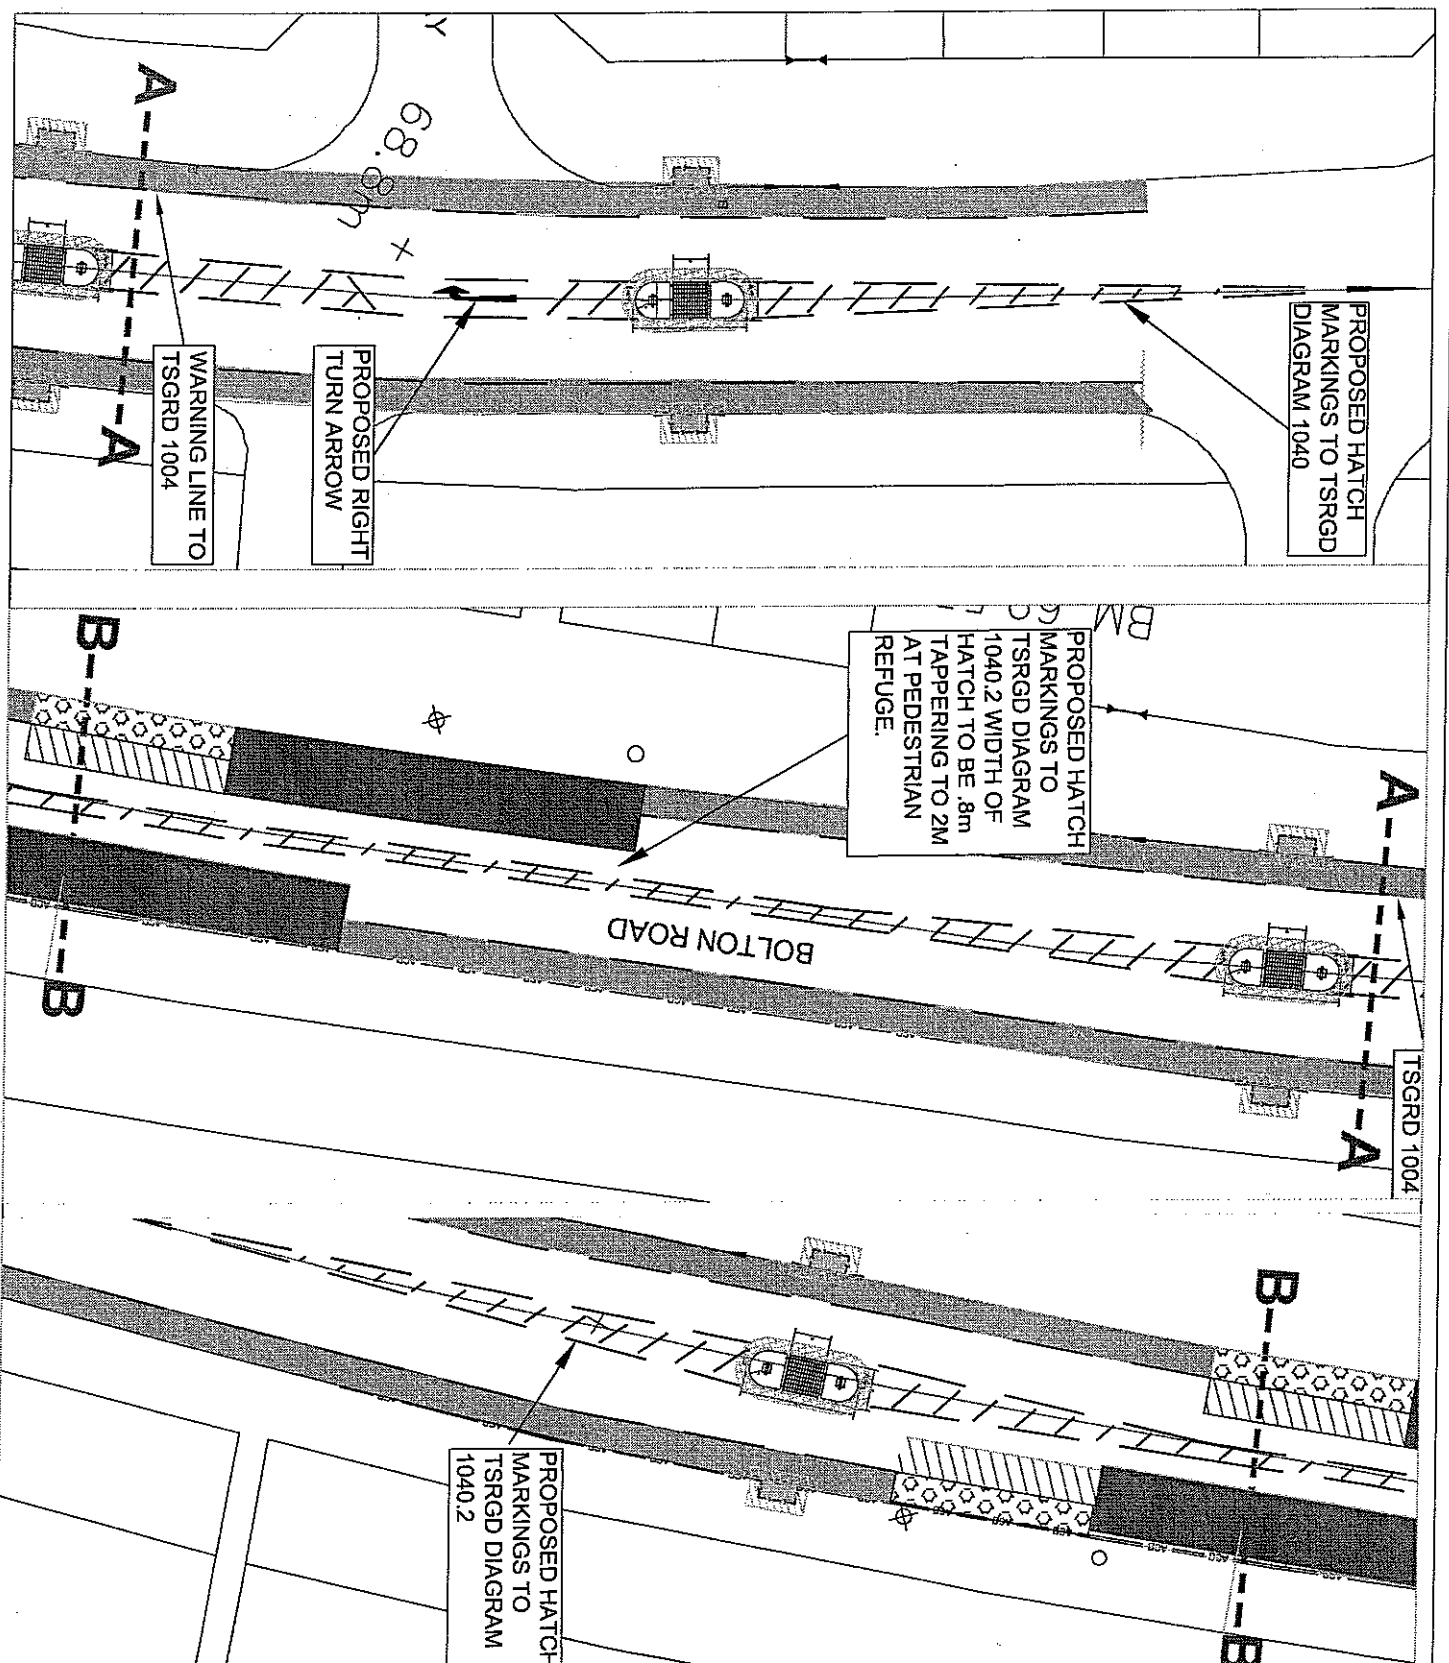 Y
68.8m
A
A
PROPOSED HATCH
MARKINGS TO TSRGD
DIAGRAM 1040
PROPOSED RIGHT
TURN ARROW
WARNING LINE TO
TSGRD 1004
BM
PROPOSED HATCH
MARKINGS TO
TSRGD DIAGRAM
1040.2 WIDTH OF
HATCH TO BE .8m
TAPPERING TO 2M
AT PEDESTRIAN
REFUGE.
B
B
A
A
BOLTON ROAD
TSGRD 1004
B
B
PROPOSED HATCH
MARKINGS TO
TSRGD DIAGRAM
1040.2